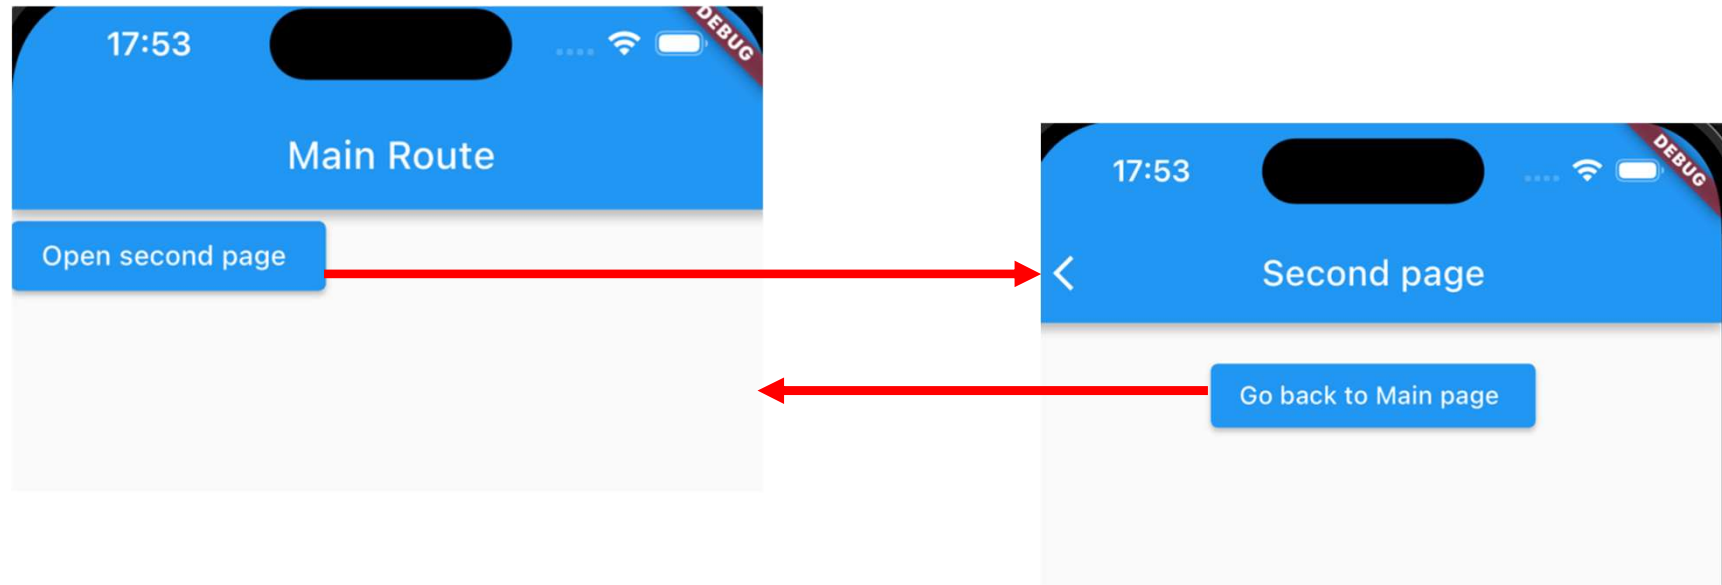 17:53
DEBUG
Main Route
Open second page
17:53
DEBUG
Second page
Go back to Main page